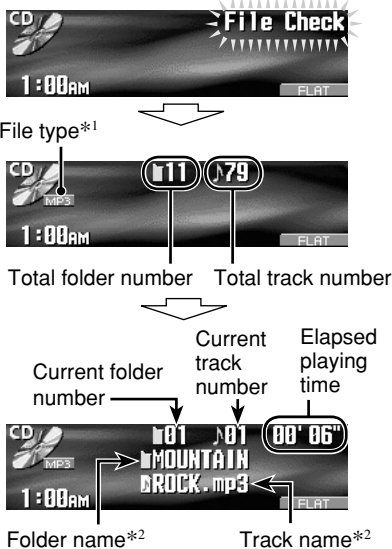 CD File Check
1:00AM FLAT
File type*1
CD 11 79
MP3
1:00AM FLAT
Total folder number Total track number
Current folder number
Current track number
Elapsed playing time
CD 01 01 00' 06"
MP3 MOUNTAIN
ROCK.mp3
1:00AM FLAT
Folder name*2 Track name*2